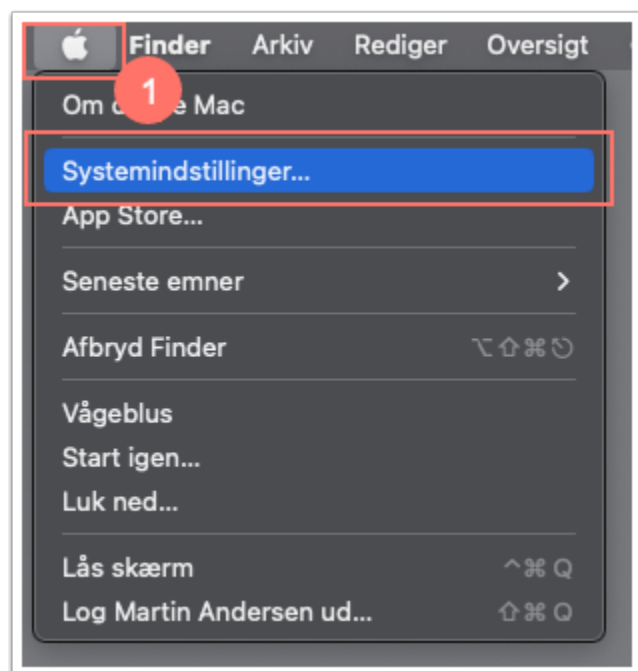 Finder Arkiv Rediger Oversigt
1
Om Mac
Systemindstillinger...
App Store...
Seneste emner >
Afbryd Finder ⌥⇧⌘⎋
Vågeblus
Start igen...
Luk ned...
Lås skærm ^⌘Q
Log Martin Andersen ud... ⇧⌘Q